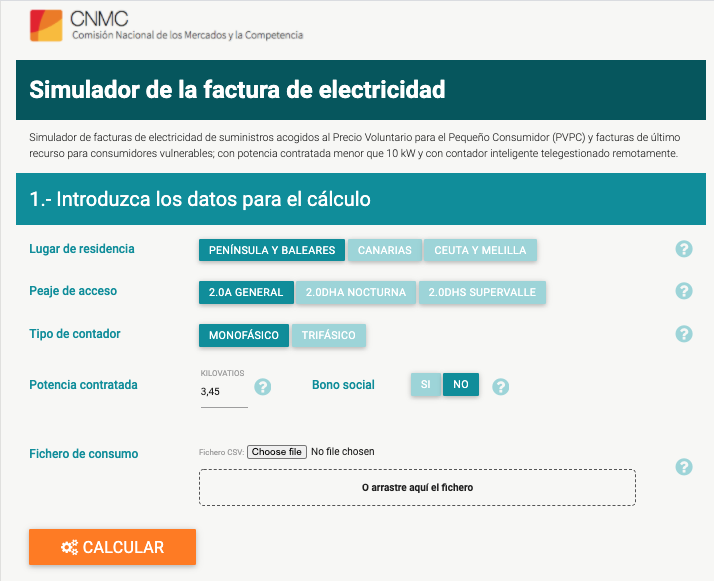 CNMC
Comisión Nacional de los Mercados y la Competencia
Simulador de la factura de electricidad
Simulador de facturas de electricidad de suministros acogidos al Precio Voluntario para el Pequeño Consumidor (PVPC) y facturas de último
recurso para consumidores vulnerables; con potencia contratada menor que 10 kW y con contador inteligente telegestionado remotamente.
1.- Introduzca los datos para el cálculo
Lugar de residencia PENÍNSULA Y BALEARES CANARIAS CEUTA Y MELILLA ?
Peaje de acceso 2.0A GENERAL 2.0DHA NOCTURNA 2.0DHS SUPERVALLE ?
Tipo de contador MONOFÁSICO TRIFÁSICO ?
KILOVATIOS
Potencia contratada 3,45 ? Bono social SI NO ?
Fichero de consumo Fichero CSV: Choose file No file chosen ?
O arrastre aquí el fichero
CALCULAR